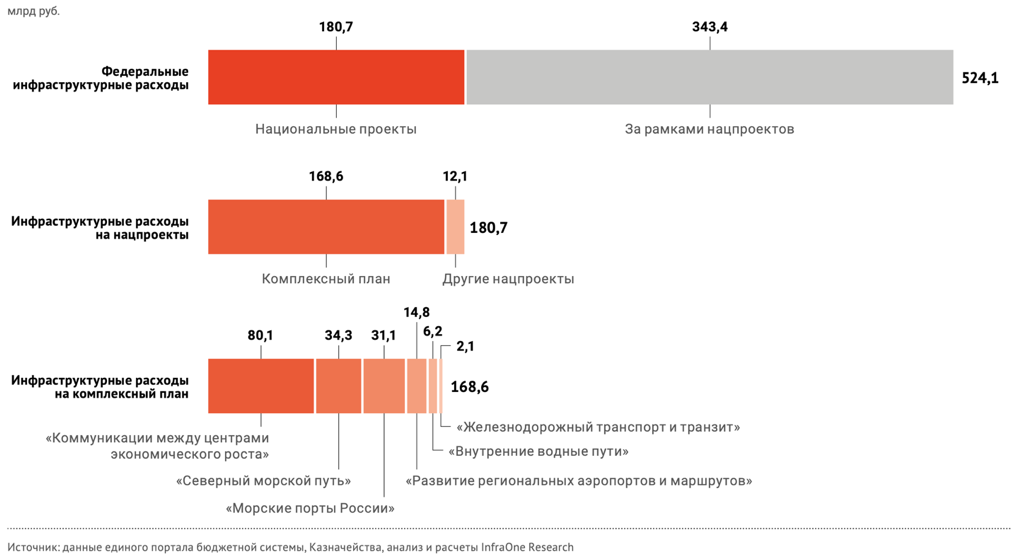 млрд руб.
180,7
343,4
Федеральные
инфраструктурные расходы
524,1
Национальные проекты
За рамками нацпроектов
168,6
12,1
Инфраструктурные расходы
на нацпроекты
180,7
Комплексный план
Другие нацпроекты
80,1
34,3
31,1
14,8
6,2
2,1
Инфраструктурные расходы
на комплексный план
168,6
«Коммуникации между центрами
экономического роста»
«Железнодорожный транспорт и транзит»
«Внутренние водные пути»
«Северный морской путь»
«Развитие региональных аэропортов и маршрутов»
«Морские порты России»
Источник: данные единого портала бюджетной системы, Казначейства, анализ и расчеты InfraOne Research